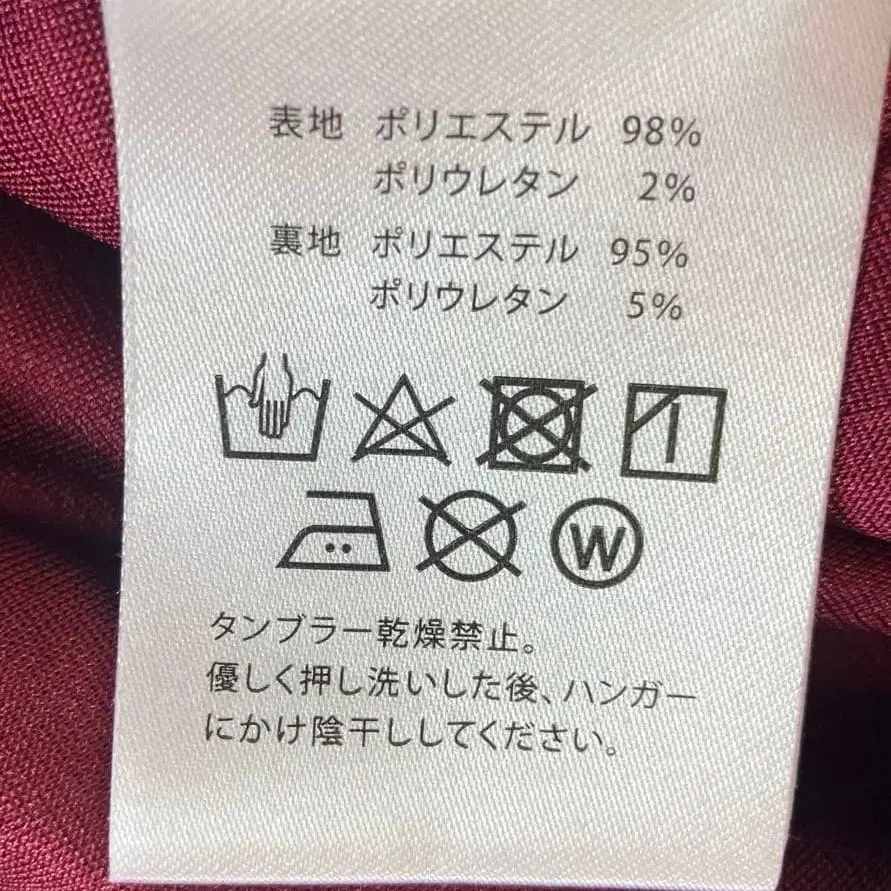 表地 ポリエステル 98%
ポリウレタン 2%
裏地 ポリエステル 95%
ポリウレタン 5%
W
タンブラー乾燥禁止。
優しく押し洗いした後、ハンガー
にかけ陰干ししてください。